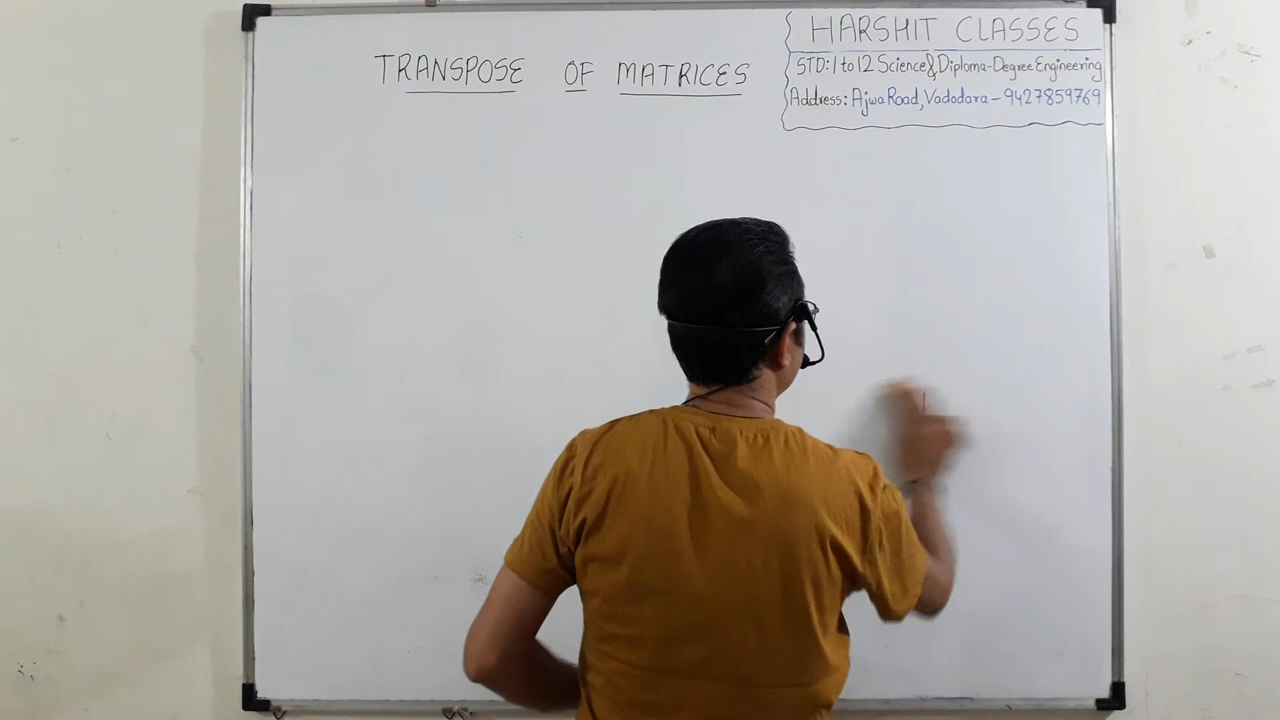 TRANSPOSE OF MATRICES
HARSHIT CLASSES
STD: 1 to 12 Science & Diploma-Degree Engineering
Address: Ajwa Road, Vadodara - 9427859769